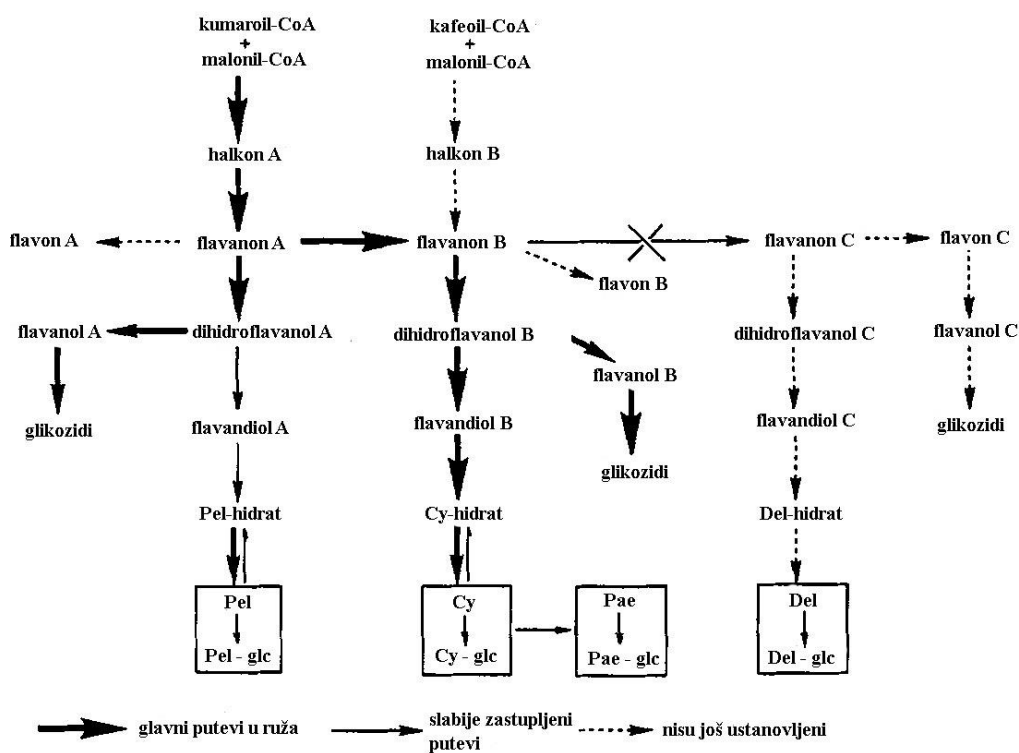 kumaroil-CoA
+
malonil-CoA
kafeoil-CoA
+
malonil-CoA
halkon A
halkon B
flavon A
flavanon A
flavanon B
flavanon C
flavon C
flavon B
flavanol A
dihidroflavanol A
dihidroflavanol B
dihidroflavanol C
flavanol C
flavanol B
glikozidi
flavandiol A
flavandiol B
flavandiol C
glikozidi
glikozidi
Pel-hidrat
Cy-hidrat
Del-hidrat
Pel
Cy
Pae
Del
Pel - glc
Cy - glc
Pae - glc
Del - glc
glavni putevi u ruža
slabije zastupljeni
putevi
nisu još ustanovljeni